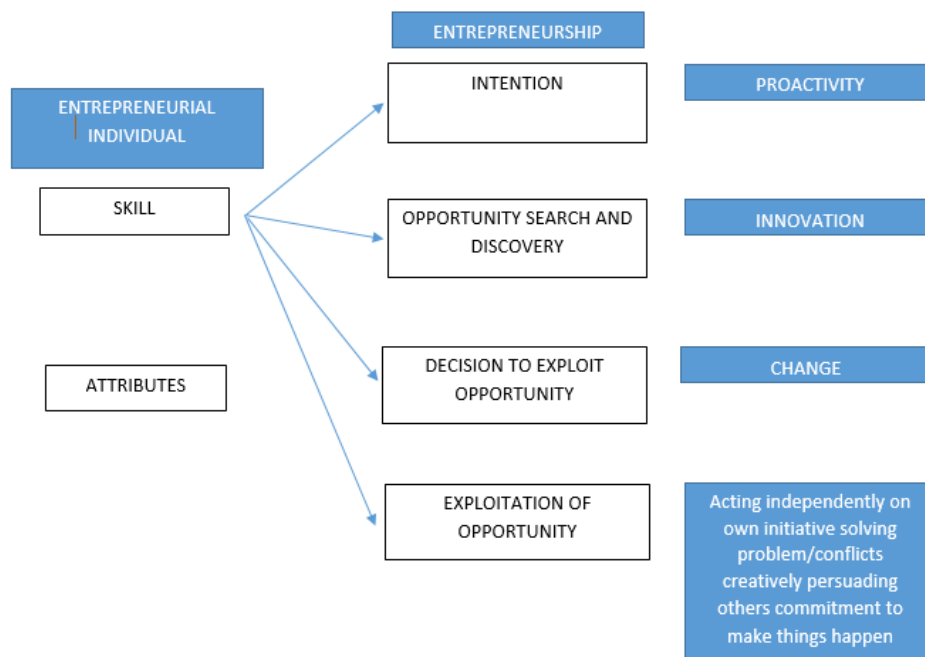 ENTREPRENEURSHIP
INTENTION
PROACTIVITY
ENTREPRENEURIAL
INDIVIDUAL
SKILL
OPPORTUNITY SEARCH AND
DISCOVERY
INNOVATION
ATTRIBUTES
DECISION TO EXPLOIT
OPPORTUNITY
CHANGE
EXPLOITATION OF
OPPORTUNITY
Acting independently on
own initiative solving
problem/conflicts
creatively persuading
others commitment to
make things happen